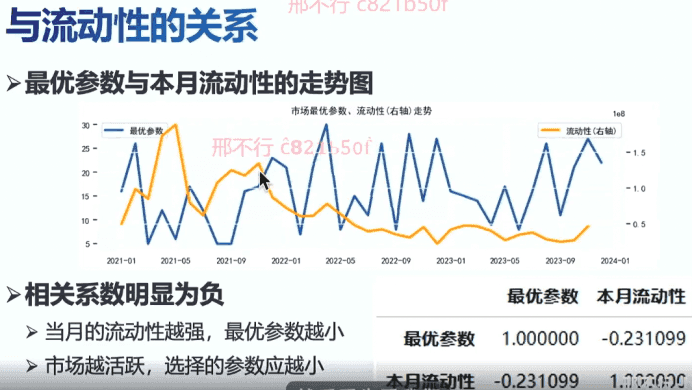 邢不行 c821b50f
与流动性的关系
➢最优参数与本月流动性的走势图
市场最优参数、流动性(右轴)走势
1e8
最优参数
流动性(右轴)
邢不行 c821b50f
30
25
20
15
10
5
1.5
1.0
0.5
2021-01 2021-05 2021-09 2022-01 2022-05 2022-09 2023-01 2023-05 2023-09 2024-01
➢相关系数明显为负
➢当月的流动性越强，最优参数越小
➢市场越活跃，选择的参数应越小
最优参数 本月流动性
最优参数 1.000000 -0.231099
本月流动性 -0.231099 1.000000